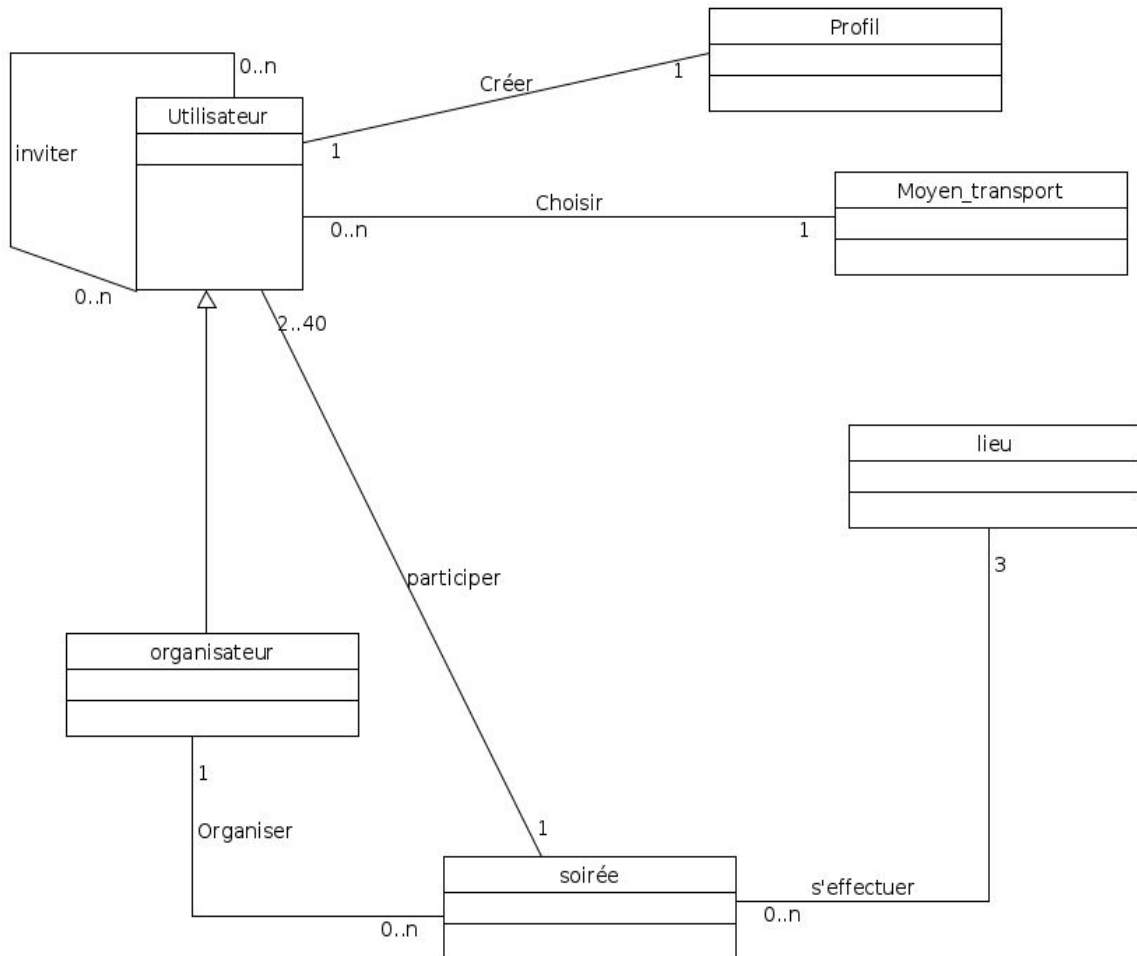 Profil
0..n
Créer
1
Utilisateur
1
inviter
Moyen_transport
Choisir
0..n
1
0..n
2..40
lieu
3
participer
organisateur
1
Organiser
1
soirée
s'effectuer
0..n
0..n